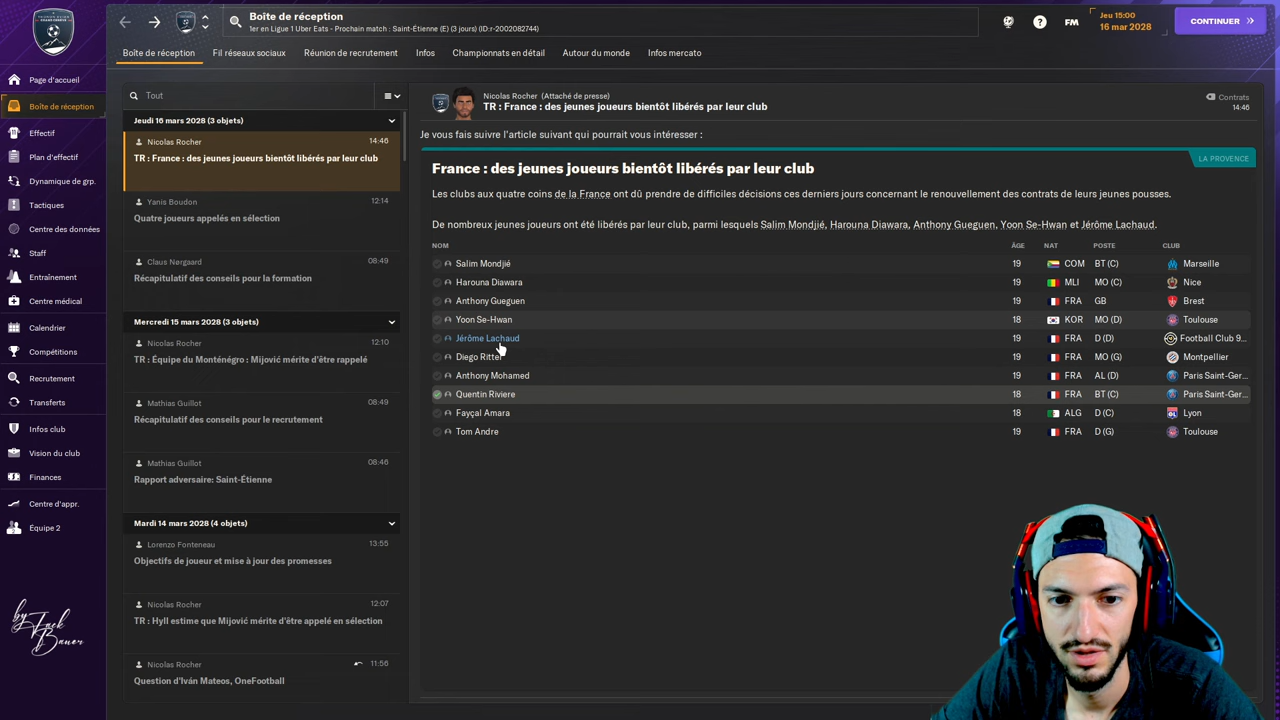 Boîte de réception
1er en Ligue 1 Uber Eats - Prochain match : Saint-Étienne (E) (3 jours) (ID:r-2002082744)
FM
Jeu 15:00
16 mar 2028
CONTINUER
Boîte de réception
Fil réseaux sociaux
Réunion de recrutement
Infos
Championnats en détail
Autour du monde
Infos mercato
Page d'accueil
Boîte de réception
Effectif
Plan d'effectif
Dynamique de grp.
Tactiques
Centre des données
Staff
Entraînement
Centre médical
Calendrier
Compétitions
Recrutement
Transferts
Infos club
Vision du club
Finances
Centre d'appr.
Equipe 2
by Jack Bauer
Tout
Jeudi 16 mars 2028 (3 objets)
Nicolas Rocher 14:46
TR : France : des jeunes joueurs bientôt libérés par leur club
Yanis Boudon 12:14
Quatre joueurs appelés en sélection
Claus Nørgaard 08:49
Récapitulatif des conseils pour la formation
Mercredi 15 mars 2028 (3 objets)
Nicolas Rocher 12:10
TR : Équipe du Monténégro : Mijović mérite d'être rappelé
Mathias Guillot 08:49
Récapitulatif des conseils pour le recrutement
Mathias Guillot 08:46
Rapport adversaire: Saint-Étienne
Mardi 14 mars 2028 (4 objets)
Lorenzo Fonteneau 13:55
Objectifs de joueur et mise à jour des promesses
Nicolas Rocher 12:07
TR : Hyll estime que Mijović mérite d'être appelé en sélection
Nicolas Rocher 11:56
Question d'Iván Mateos, OneFootball
Nicolas Rocher (Attaché de presse)
TR : France : des jeunes joueurs bientôt libérés par leur club
Contrats
14:46
Je vous fais suivre l'article suivant qui pourrait vous intéresser :
LA PROVENCE
France : des jeunes joueurs bientôt libérés par leur club
Les clubs aux quatre coins de la France ont dû prendre de difficiles décisions ces derniers jours concernant le renouvellement des contrats de leurs jeunes pousses.
De nombreux jeunes joueurs ont été libérés par leur club, parmi lesquels Salim Mondjié, Harouna Diawara, Anthony Gueguen, Yoon Se-Hwan et Jérôme Lachaud.
NOM ÂGE NAT POSTE CLUB
Salim Mondjié 19 COM BT (C) Marseille
Harouna Diawara 19 MLI MO (C) Nice
Anthony Gueguen 19 FRA GB Brest
Yoon Se-Hwan 18 KOR MO (D) Toulouse
Jérôme Lachaud 19 FRA D (D) Football Club 9...
Diego Ritter 19 FRA MO (G) Montpellier
Anthony Mohamed 19 FRA AL (D) Paris Saint-Ger...
Quentin Riviere 18 FRA BT (C) Paris Saint-Ger...
Fayçal Amara 18 ALG D (C) Lyon
Tom Andre 19 FRA D (G) Toulouse